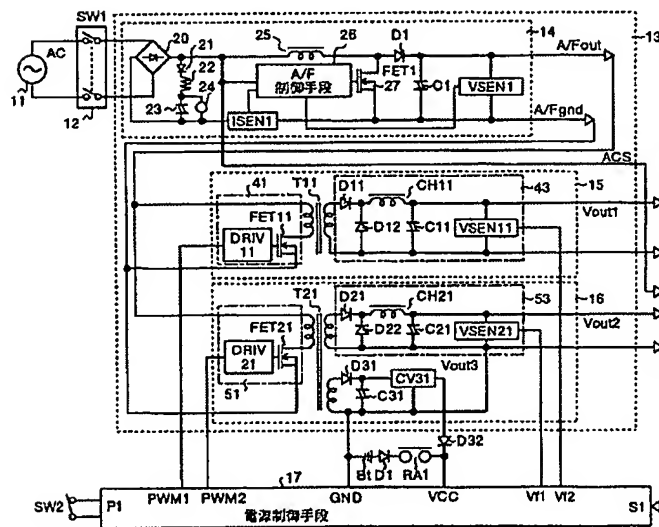 SW1
20
25
26
D1
14
13
AC
21
22
A/F
制御手段
FET1
27
C1
VSEN1
A/Fout
24
23
11
12
ISEN1
A/Fgnd
ACS
41
T11
D11
CH11
43
15
Vout1
FET11
DRIV
11
D12
C11
VSEN11
T21
D21
CH21
53
16
FET21
DRIV
21
D22
C21
VSEN21
Vout2
51
D31
Vout3
C31
CV31
D32
Bt
D1
RA1
17
GND
VCC
SW2
P1
PWM1
PWM2
Vf1
Vf2
S1
電源制御手段